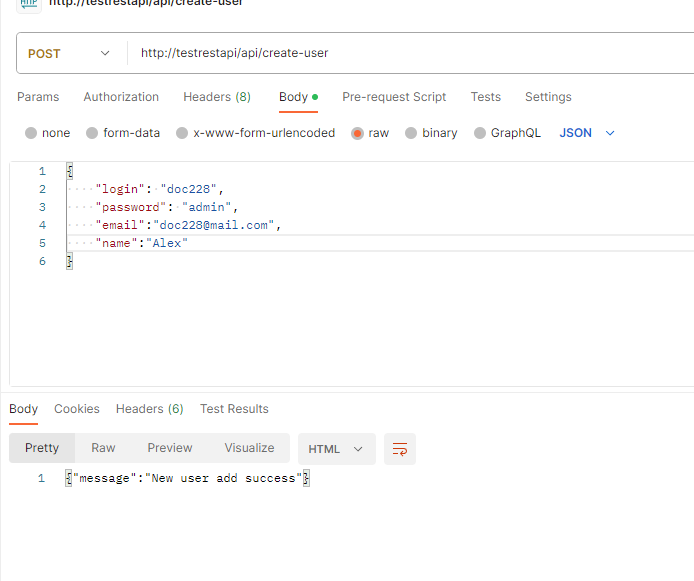 HTTP http://testrestapi/api/create-user
POST http://testrestapi/api/create-user
Params Authorization Headers (8) Body Pre-request Script Tests Settings
none form-data x-www-form-urlencoded raw binary GraphQL JSON
1 {
2 "login": "doc228",
3 "password": "admin",
4 "email":"doc228@mail.com",
5 "name":"Alex"
6 }
Body Cookies Headers (6) Test Results
Pretty Raw Preview Visualize HTML
1 {"message":"New user add success"}